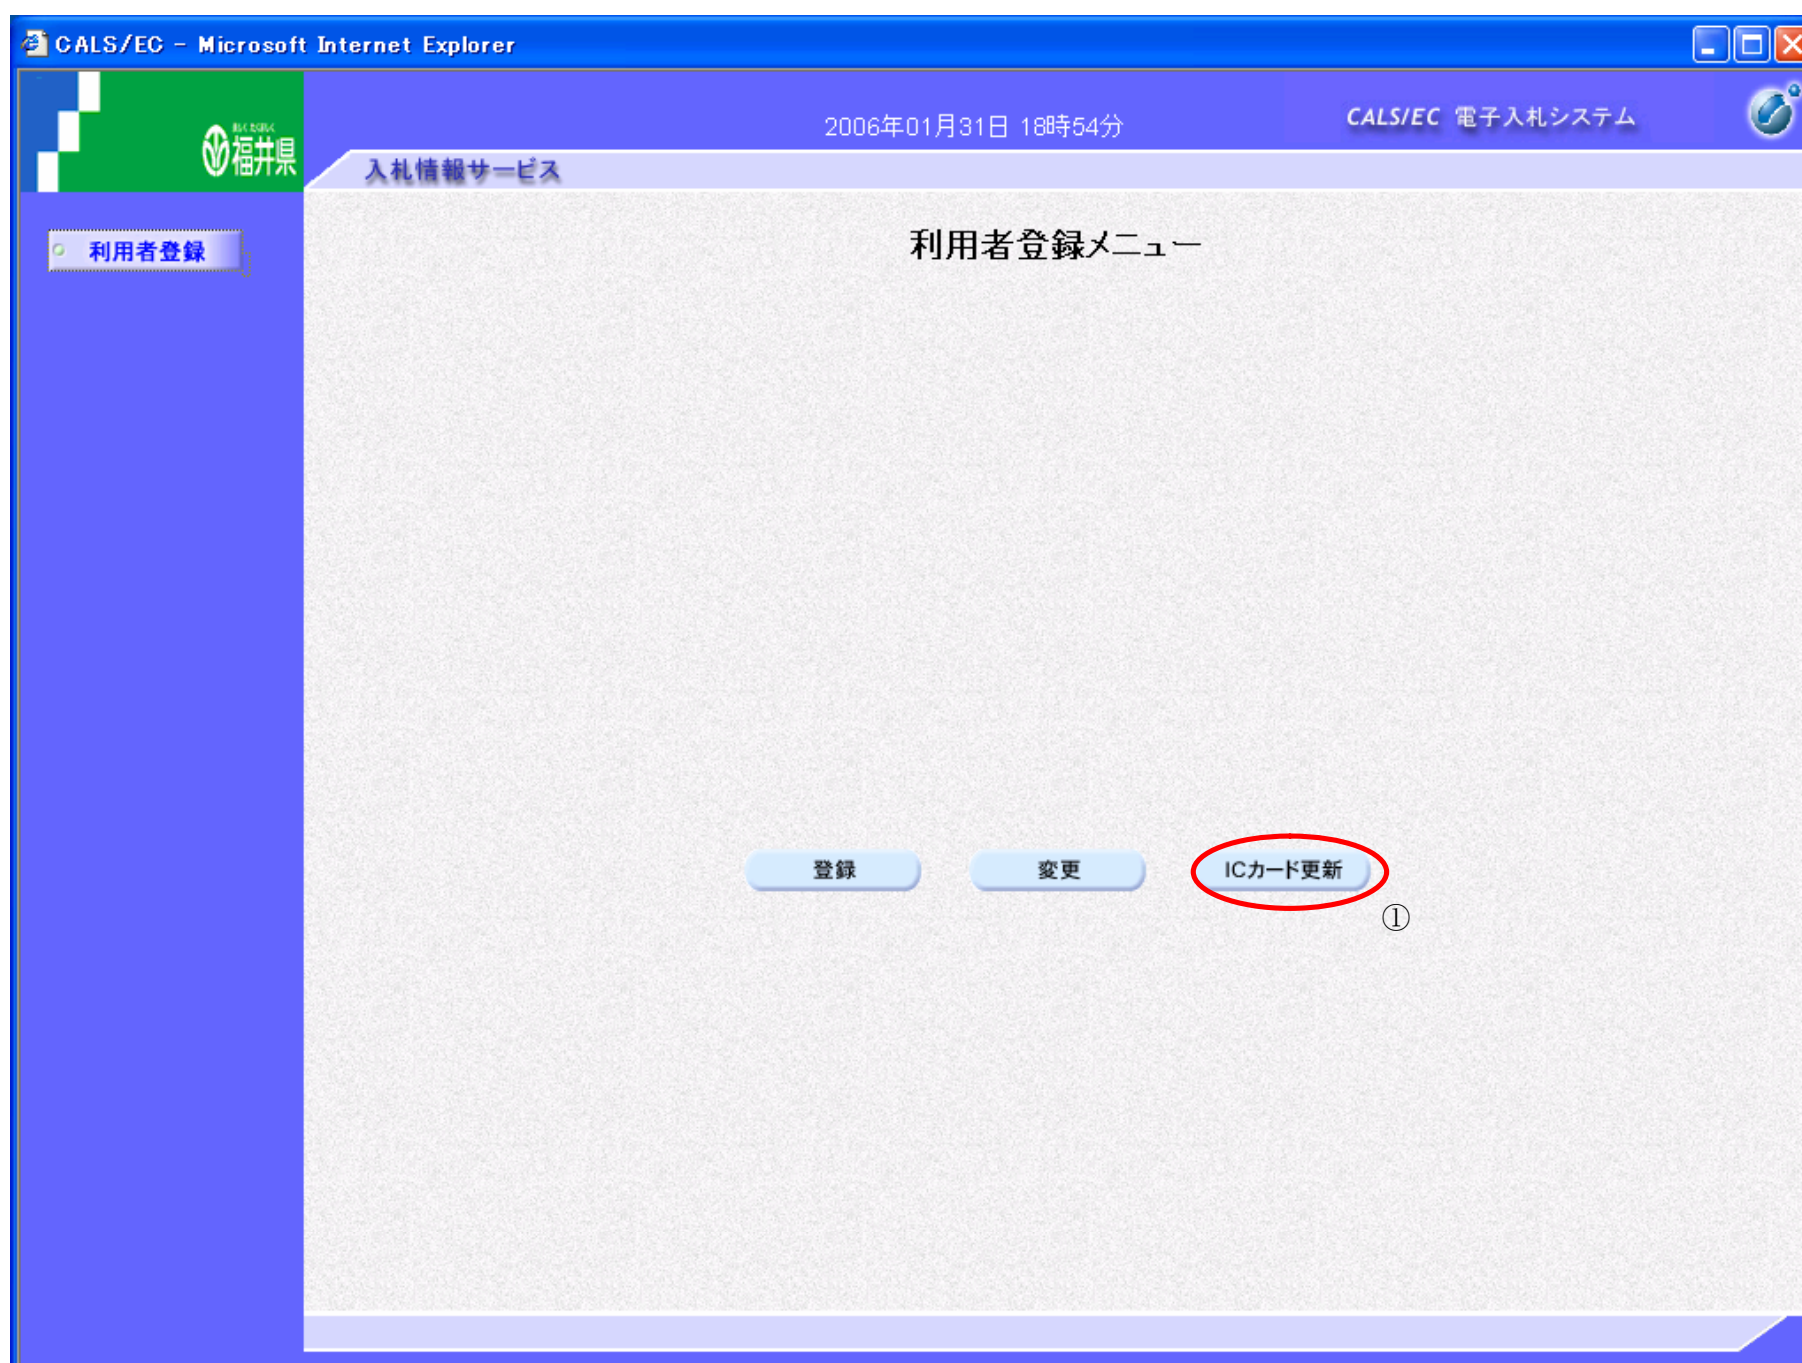 CALS/EC - Microsoft Internet Explorer
福井県
2006年01月31日 18時54分
CALS/EC 電子入札システム
入札情報サービス
利用者登録
利用者登録メニュー
登録
変更
ICカード更新
①